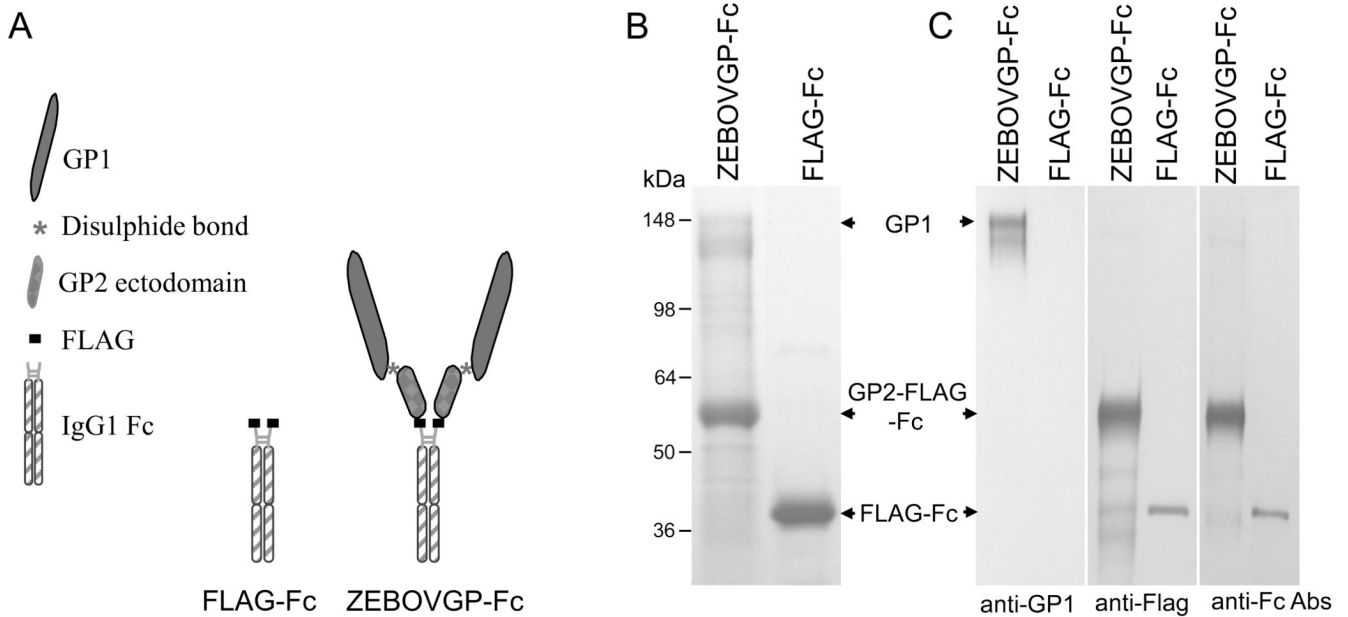 A
GP1
* Disulphide bond
GP2 ectodomain
FLAG
IgG1 Fc
FLAG-Fc
ZEBOVGP-Fc
B
ZEBOVGP-Fc
FLAG-Fc
kDa
148
98
64
50
36
GP1
GP2-FLAG
-Fc
FLAG-Fc
C
ZEBOVGP-Fc
FLAG-Fc
ZEBOVGP-Fc
FLAG-Fc
ZEBOVGP-Fc
FLAG-Fc
anti-GP1
anti-Flag
anti-Fc Abs